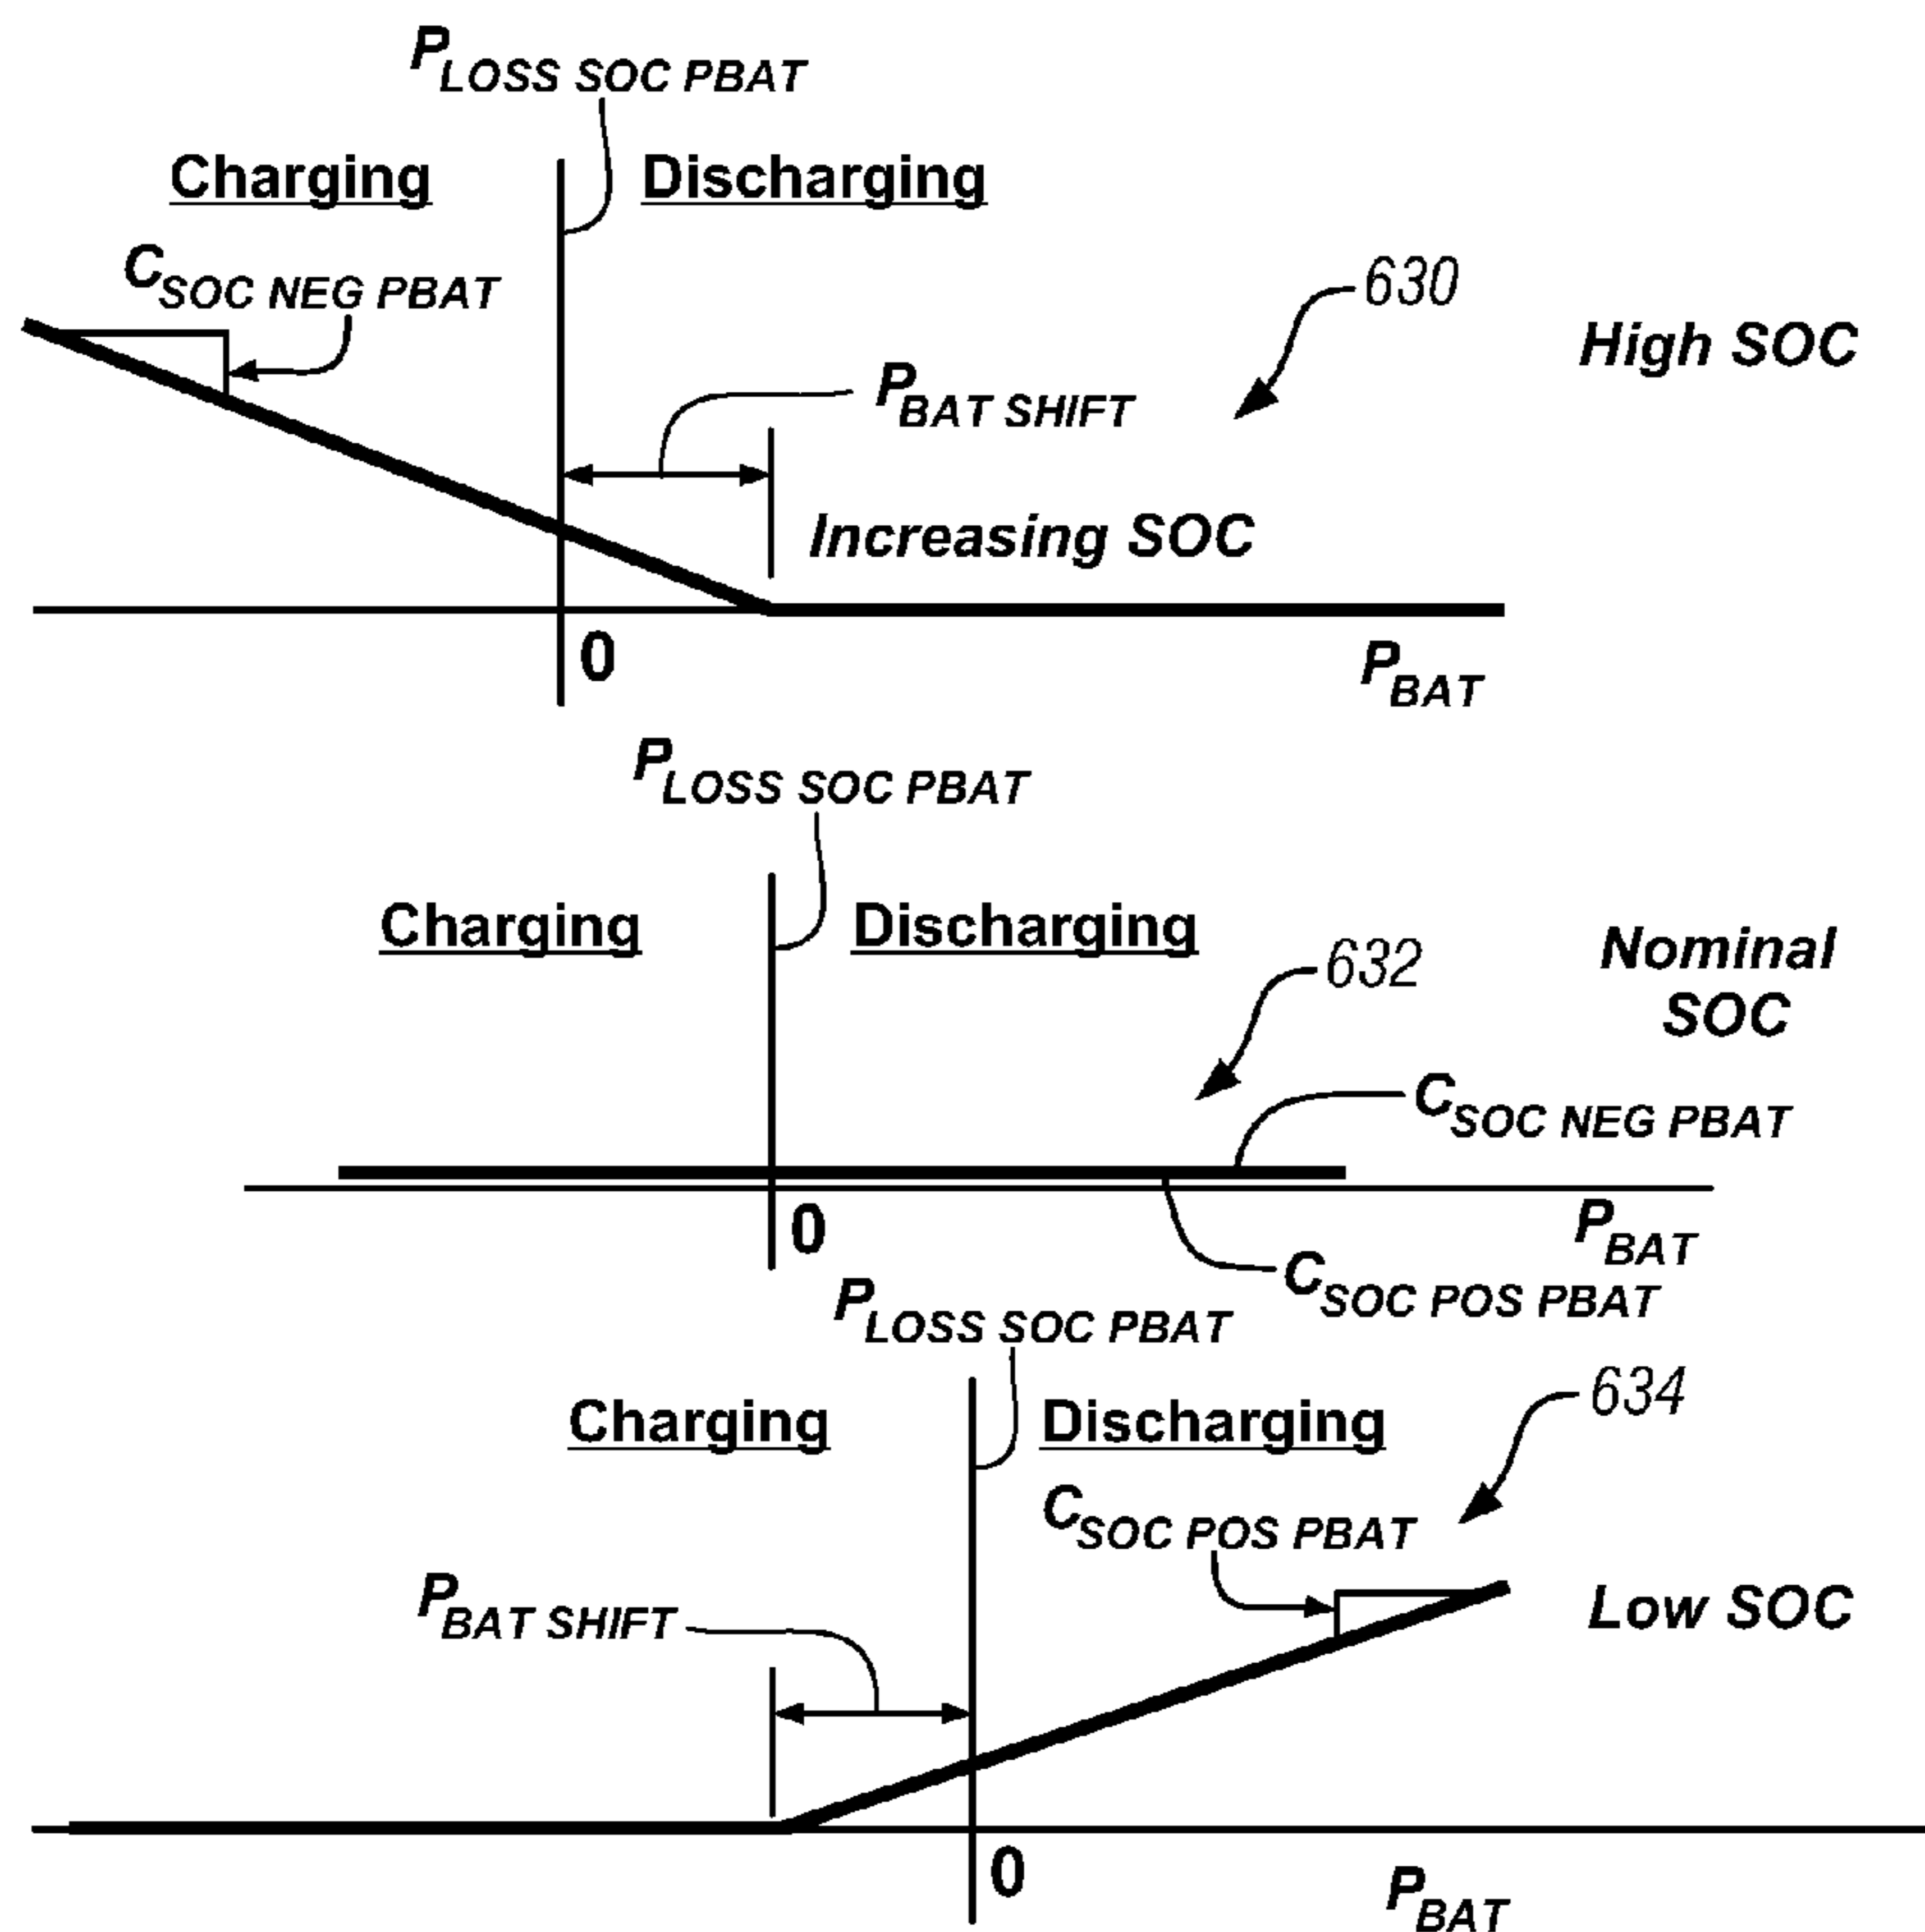 PLOSS SOC PBAT
Charging
Discharging
CSOC NEG PBAT
630
High SOC
PBAT SHIFT
Increasing SOC
0
PBAT
PLOSS SOC PBAT
Charging
Discharging
632
Nominal
SOC
CSOC NEG PBAT
0
PBAT
CSOC POS PBAT
PLOSS SOC PBAT
634
Charging
Discharging
CSOC POS PBAT
PBAT SHIFT
Low SOC
0
PBAT